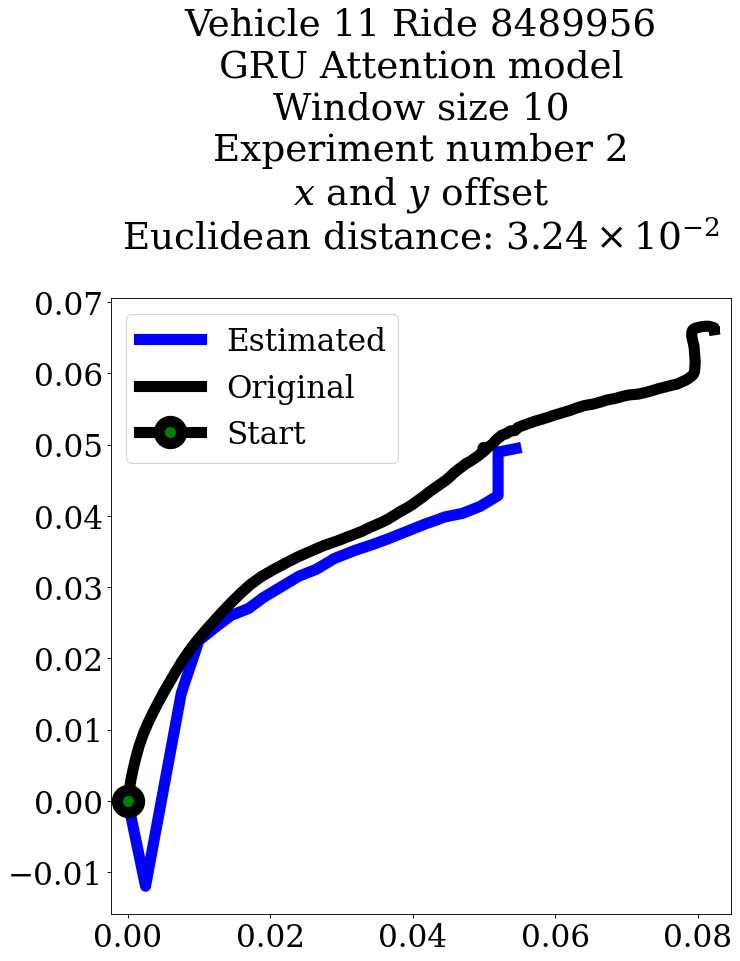 Vehicle 11 Ride 8489956
GRU Attention model
Window size 10
Experiment number 2
x and y offset
Euclidean distance: 3.24 × 10⁻²
0.07
0.06
0.05
0.04
0.03
0.02
0.01
0.00
−0.01
Estimated
Original
Start
0.00 0.02 0.04 0.06 0.08